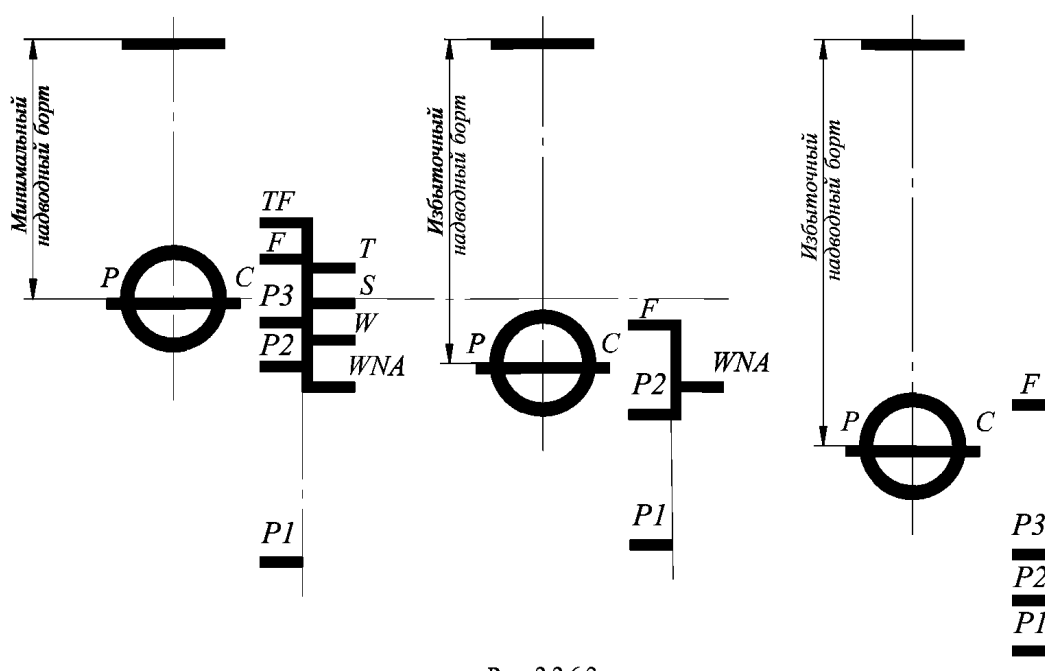 Минимальный
надводный борт
P
C
TF
F
P3
P2
P1
T
S
W
WNA
Избыточный
надводный борт
P
C
F
P2
P1
WNA
Избыточный
надводный борт
P
C
F
P3
P2
P1